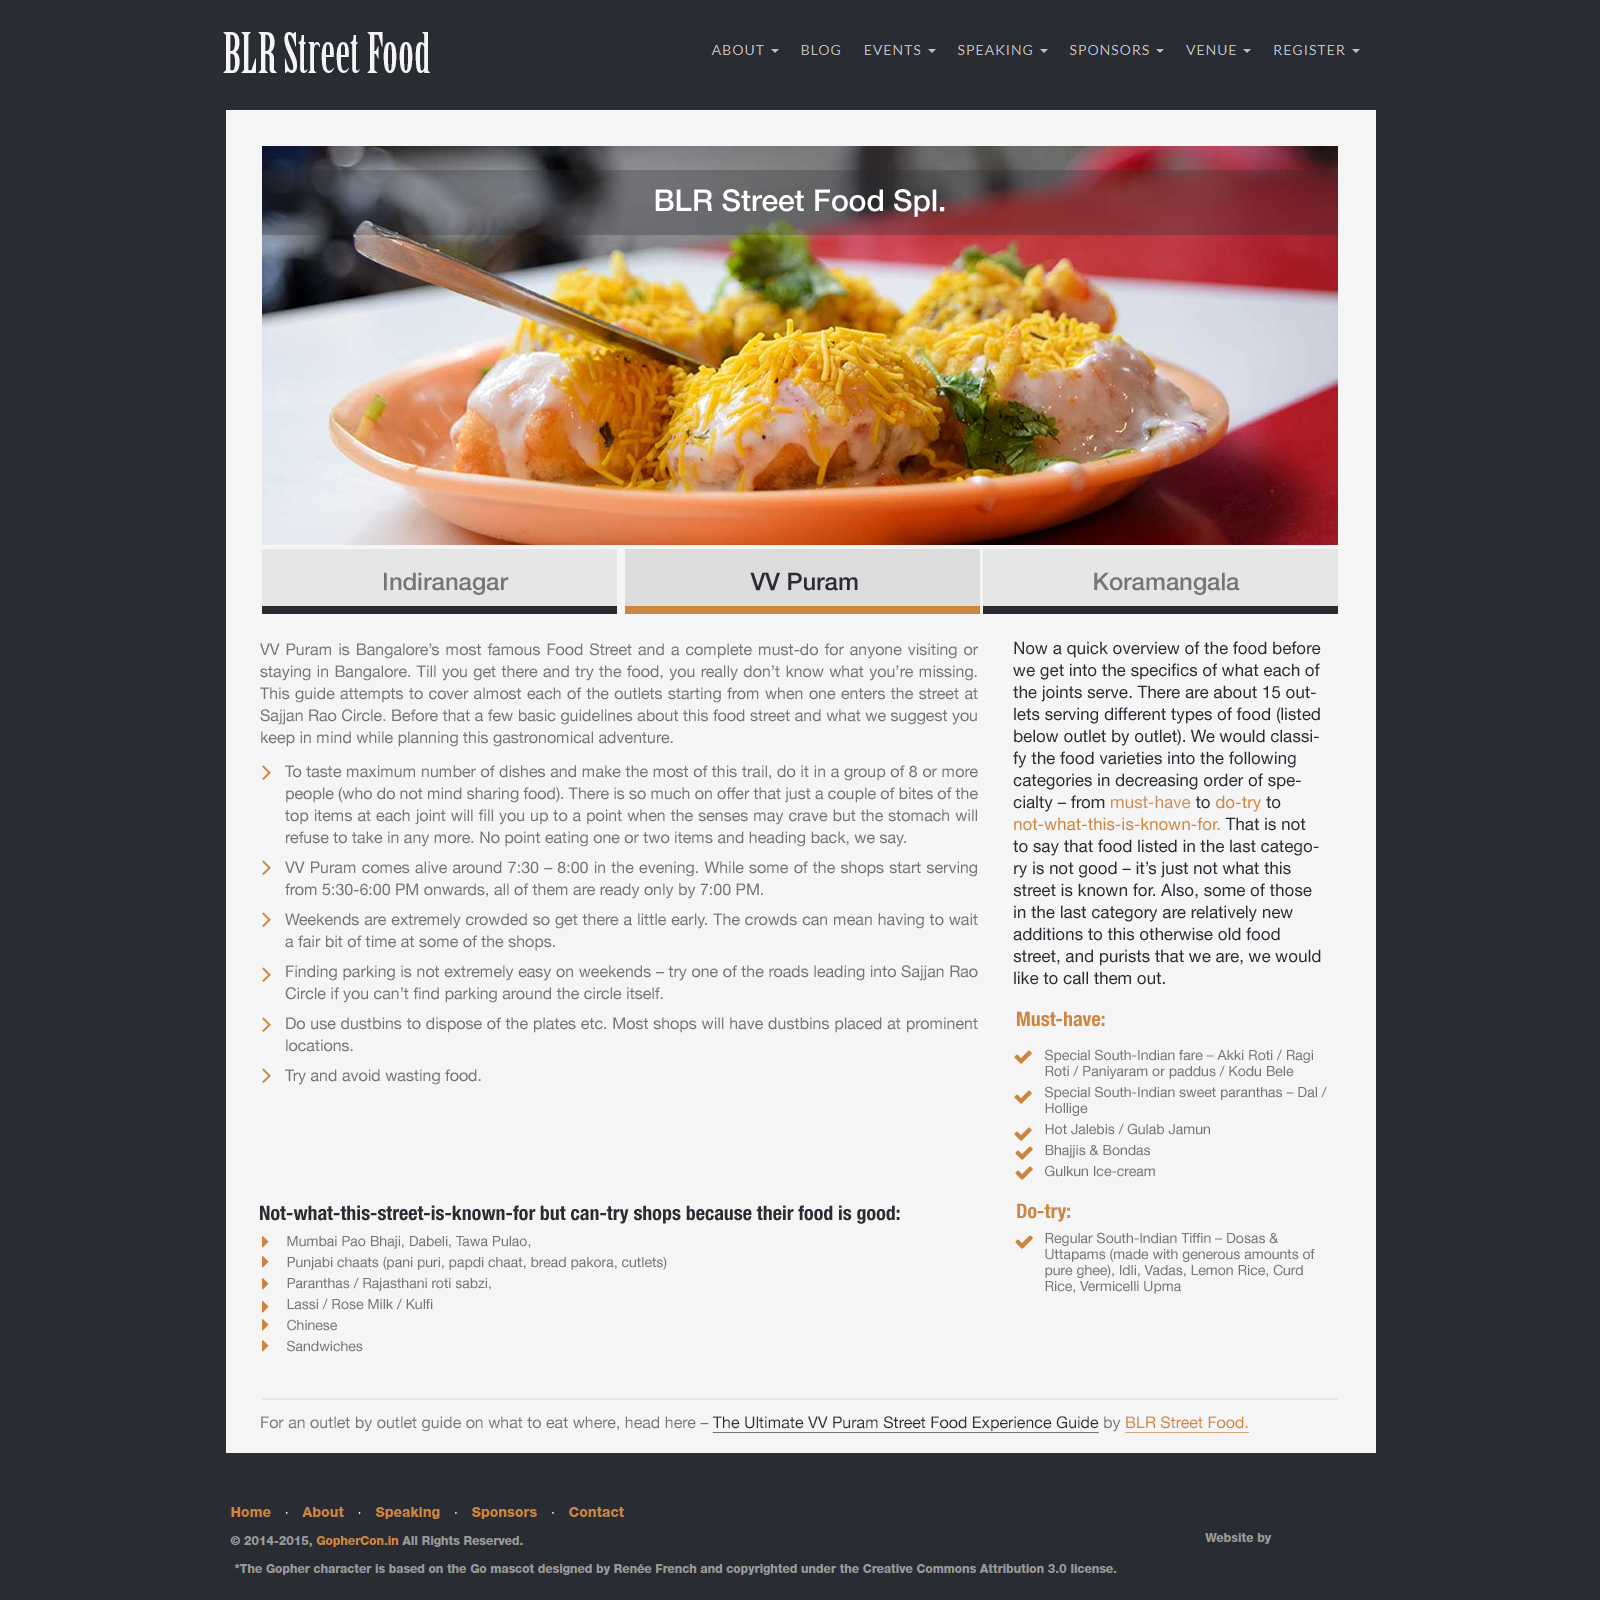 BLR Street Food
ABOUT BLOG EVENTS SPEAKING SPONSORS VENUE REGISTER
BLR Street Food Spl.
Indiranagar VV Puram Koramangala
VV Puram is Bangalore’s most famous Food Street and a complete must-do for anyone visiting or
staying in Bangalore. Till you get there and try the food, you really don’t know what you’re missing.
This guide attempts to cover almost each of the outlets starting from when one enters the street at
Sajjan Rao Circle. Before that a few basic guidelines about this food street and what we suggest you
keep in mind while planning this gastronomical adventure.
To taste maximum number of dishes and make the most of this trail, do it in a group of 8 or more
people (who do not mind sharing food). There is so much on offer that just a couple of bites of the
top items at each joint will fill you up to a point when the senses may crave but the stomach will
refuse to take in any more. No point eating one or two items and heading back, we say.
VV Puram comes alive around 7:30 – 8:00 in the evening. While some of the shops start serving
from 5:30-6:00 PM onwards, all of them are ready only by 7:00 PM.
Weekends are extremely crowded so get there a little early. The crowds can mean having to wait
a fair bit of time at some of the shops.
Finding parking is not extremely easy on weekends – try one of the roads leading into Sajjan Rao
Circle if you can’t find parking around the circle itself.
Do use dustbins to dispose of the plates etc. Most shops will have dustbins placed at prominent
locations.
Try and avoid wasting food.
Not-what-this-street-is-known-for but can-try shops because their food is good:
Mumbai Pao Bhaji, Dabeli, Tawa Pulao,
Punjabi chaats (pani puri, papdi chaat, bread pakora, cutlets)
Paranthas / Rajasthani roti sabzi,
Lassi / Rose Milk / Kulfi
Chinese
Sandwiches
Now a quick overview of the food before
we get into the specifics of what each of
the joints serve. There are about 15 out-
lets serving different types of food (listed
below outlet by outlet). We would classi-
fy the food varieties into the following
categories in decreasing order of spe-
cialty – from must-have to do-try to
not-what-this-is-known-for. That is not
to say that food listed in the last catego-
ry is not good – it’s just not what this
street is known for. Also, some of those
in the last category are relatively new
additions to this otherwise old food
street, and purists that we are, we would
like to call them out.
Must-have:
Special South-Indian fare – Akki Roti / Ragi
Roti / Paniyaram or paddus / Kodu Bele
Special South-Indian sweet paranthas – Dal /
Hollige
Hot Jalebis / Gulab Jamun
Bhajjis & Bondas
Gulkun Ice-cream
Do-try:
Regular South-Indian Tiffin – Dosas &
Uttapams (made with generous amounts of
pure ghee), Idli, Vadas, Lemon Rice, Curd
Rice, Vermicelli Upma
For an outlet by outlet guide on what to eat where, head here – The Ultimate VV Puram Street Food Experience Guide by BLR Street Food.
Home · About · Speaking · Sponsors · Contact
© 2014-2015, GopherCon.in All Rights Reserved.
Website by
*The Gopher character is based on the Go mascot designed by Renée French and copyrighted under the Creative Commons Attribution 3.0 license.